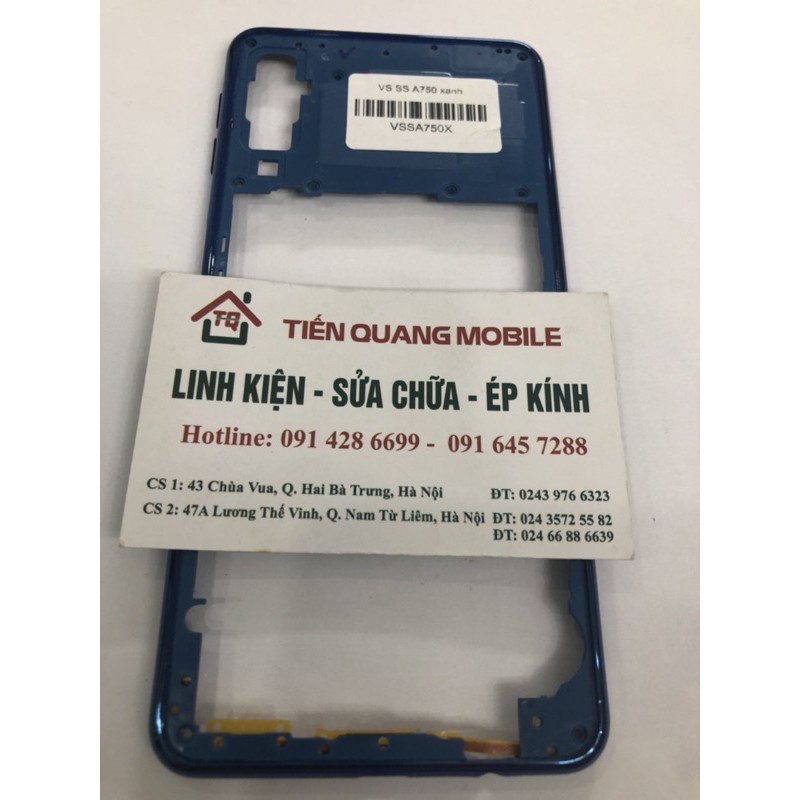 VS SS A750 xanh
VSSA750X
TQ
TIẾN QUANG MOBILE
LINH KIỆN - SỬA CHỮA - ÉP KÍNH
Hotline: 091 428 6699 - 091 645 7288
CS 1: 43 Chùa Vua, Q. Hai Bà Trưng, Hà Nội ĐT: 0243 976 6323
CS 2: 47A Lương Thế Vinh, Q. Nam Từ Liêm, Hà Nội ĐT: 024 3572 55 82
ĐT: 024 66 88 6639